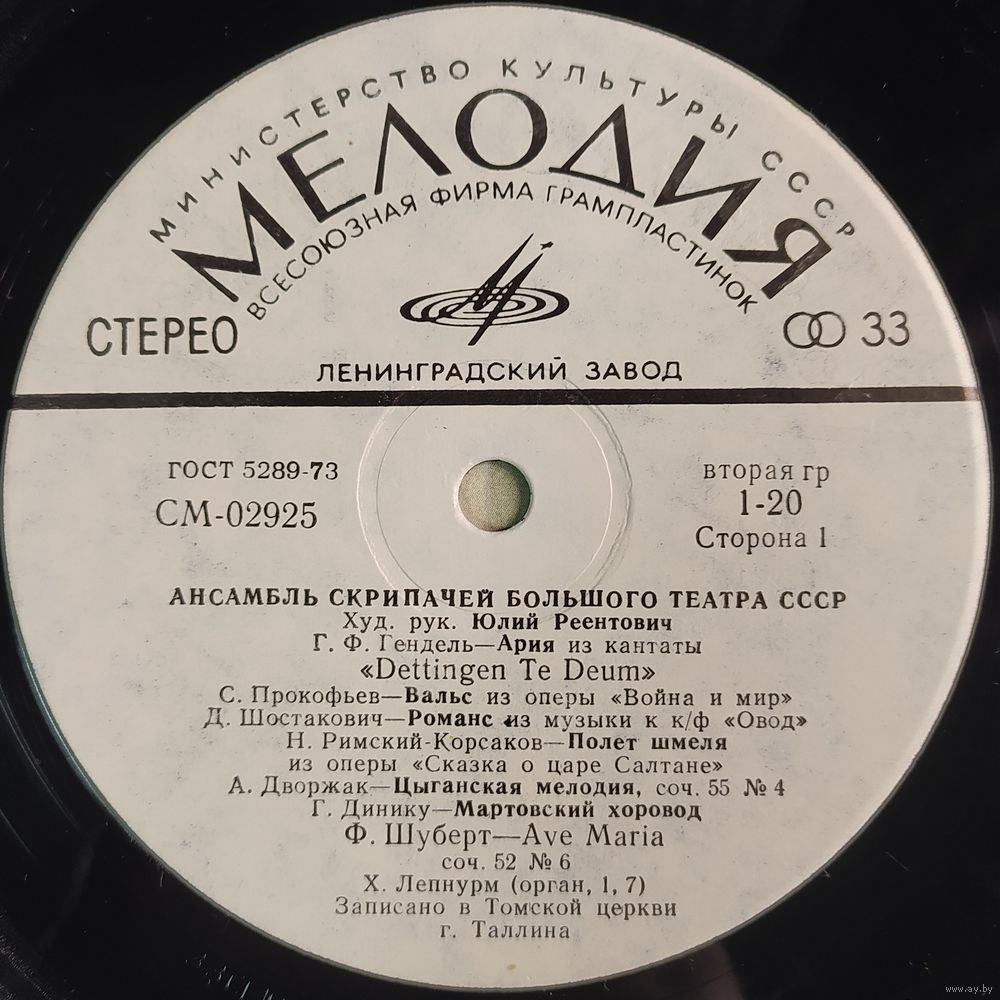 МИНИСТЕРСТВО КУЛЬТУРЫ СССР
МЕЛОДИЯ
ВСЕСОЮЗНАЯ ФИРМА ГРАМПЛАСТИНОК
СТЕРЕО
33
ЛЕНИНГРАДСКИЙ ЗАВОД
ГОСТ 5289-73
СМ-02925
вторая гр
1-20
Сторона 1
АНСАМБЛЬ СКРИПАЧЕЙ БОЛЬШОГО ТЕАТРА СССР
Худ. рук. Юлий Реентович
Г. Ф. Гендель—Ария из кантаты
«Dettingen Te Deum»
С. Прокофьев—Вальс из оперы «Война и мир»
Д. Шостакович—Романс из музыки к к/ф «Овод»
Н. Римский-Корсаков—Полет шмеля
из оперы «Сказка о царе Салтане»
А. Дворжак—Цыганская мелодия, соч. 55 № 4
Г. Динику—Мартовский хоровод
Ф. Шуберт—Ave Maria
соч. 52 № 6
Х. Лепнурм (орган, 1, 7)
Записано в Томской церкви
г. Таллина
www.ay.by